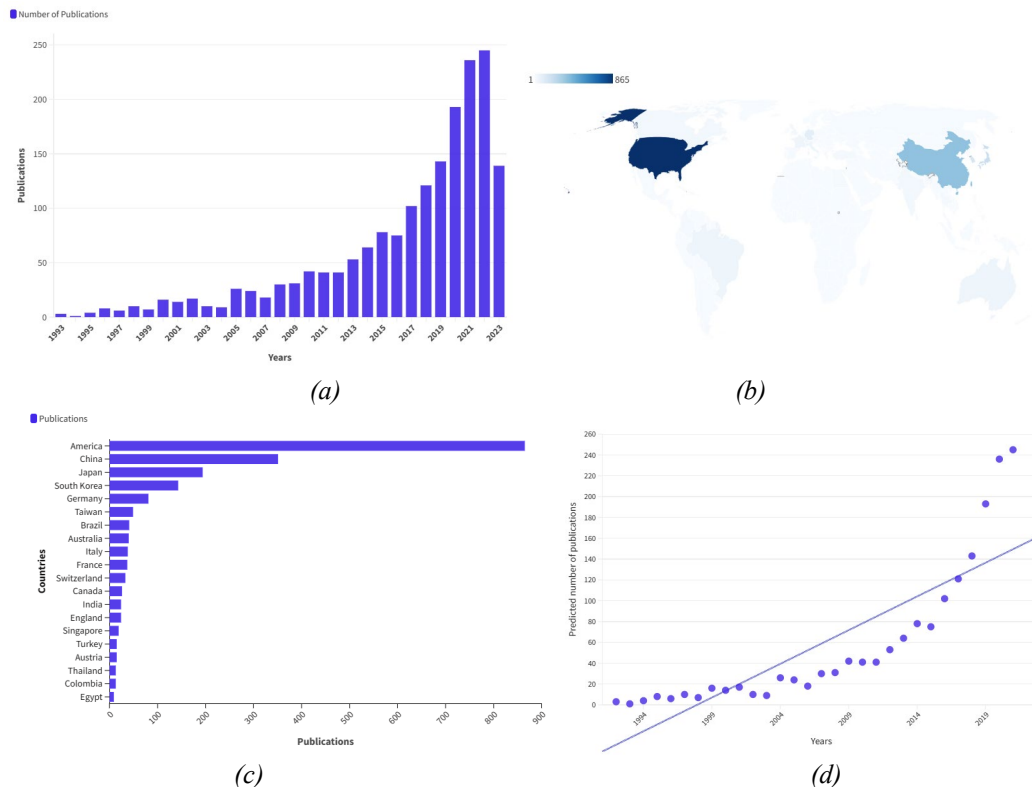 Number of Publications
250
200
150
100
50
0
Publications
1993
1995
1997
1999
2001
2003
2005
2007
2009
2011
2013
2015
2017
2019
2021
2023
Years
(a)
1 865
(b)
Publications
America
China
Japan
South Korea
Germany
Taiwan
Brazil
Australia
Italy
France
Switzerland
Canada
India
England
Singapore
Turkey
Austria
Thailand
Colombia
Egypt
Countries
0
100
200
300
400
500
600
700
800
900
Publications
(c)
260
240
220
200
180
160
140
120
100
80
60
40
20
0
Predicted number of publications
1994
1999
2004
2009
2014
2019
Years
(d)